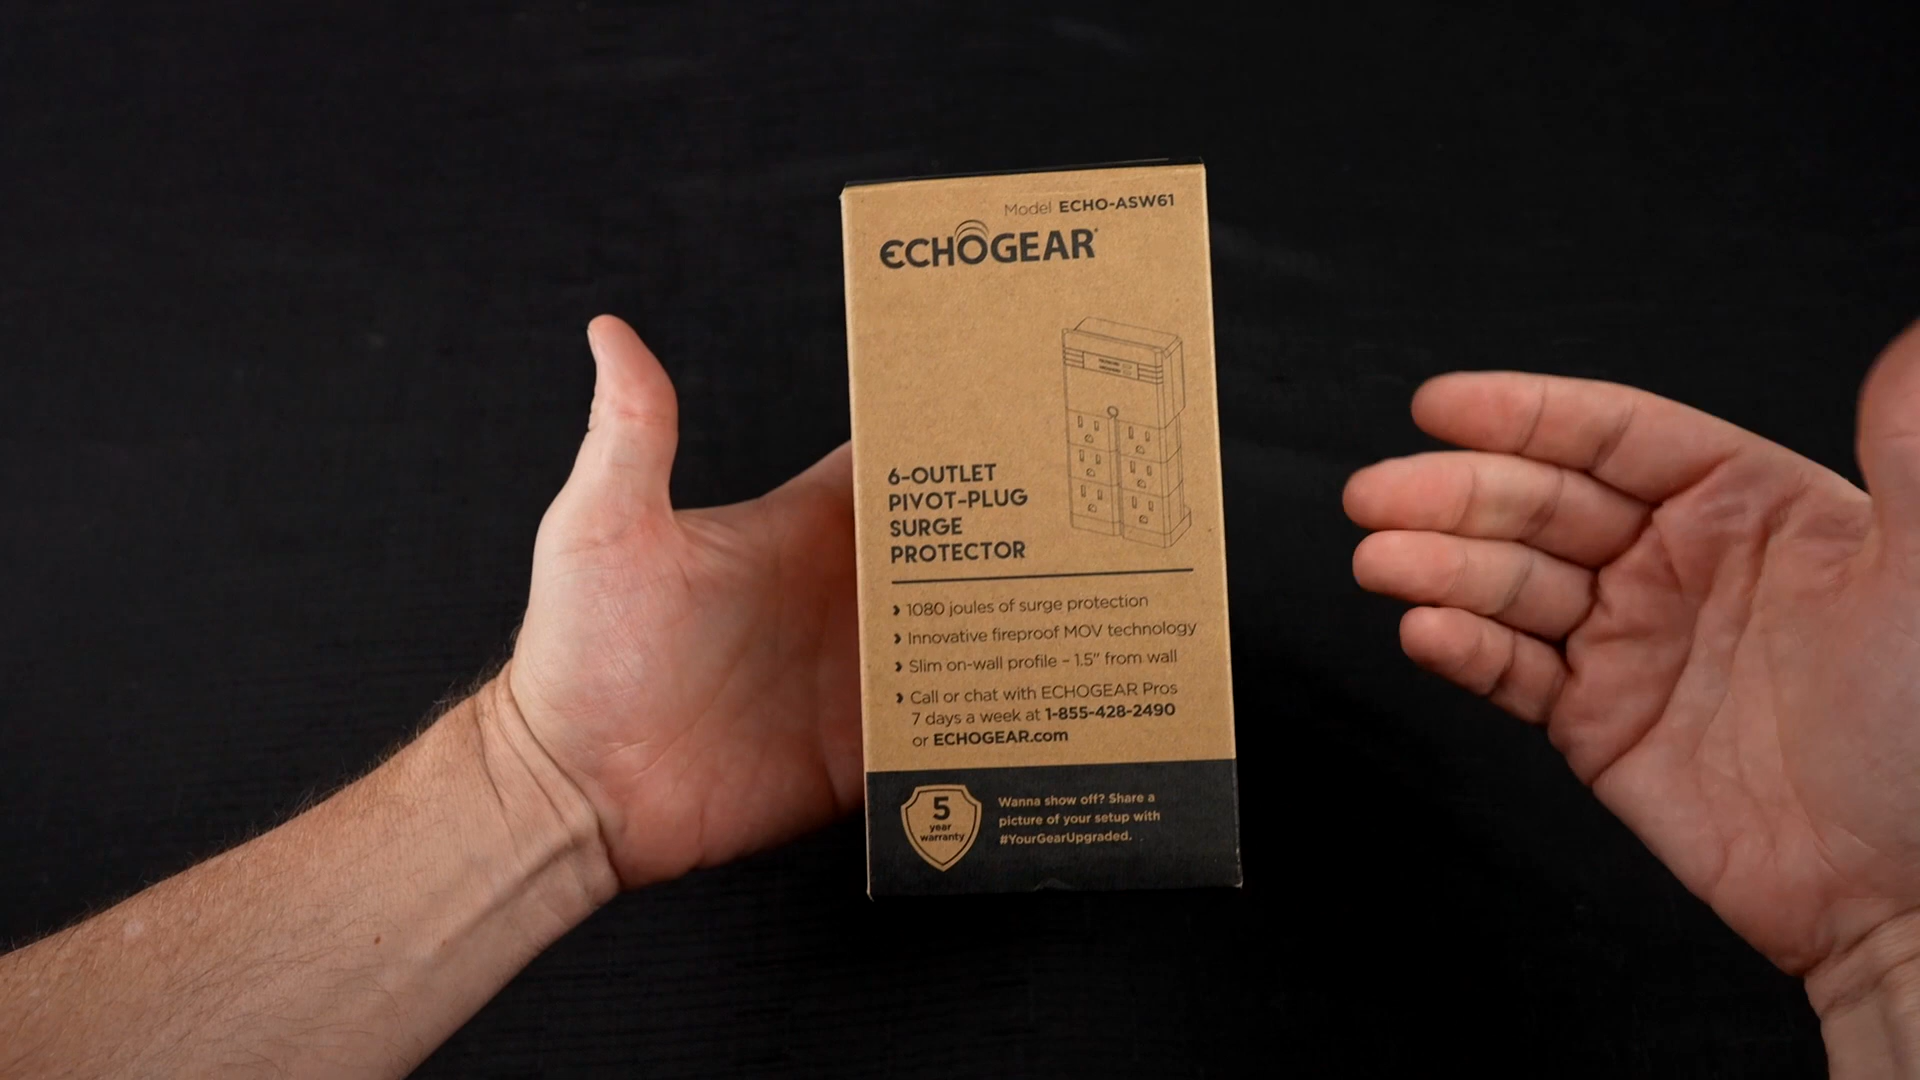 Model ECHO-ASW61
ECHOGEAR
6-OUTLET
PIVOT-PLUG
SURGE
PROTECTOR
› 1080 joules of surge protection
› Innovative fireproof MOV technology
› Slim on-wall profile – 1.5” from wall
› Call or chat with ECHOGEAR Pros
7 days a week at 1-855-428-2490
or ECHOGEAR.com
5
year
warranty
Wanna show off? Share a
picture of your setup with
#YourGearUpgraded.